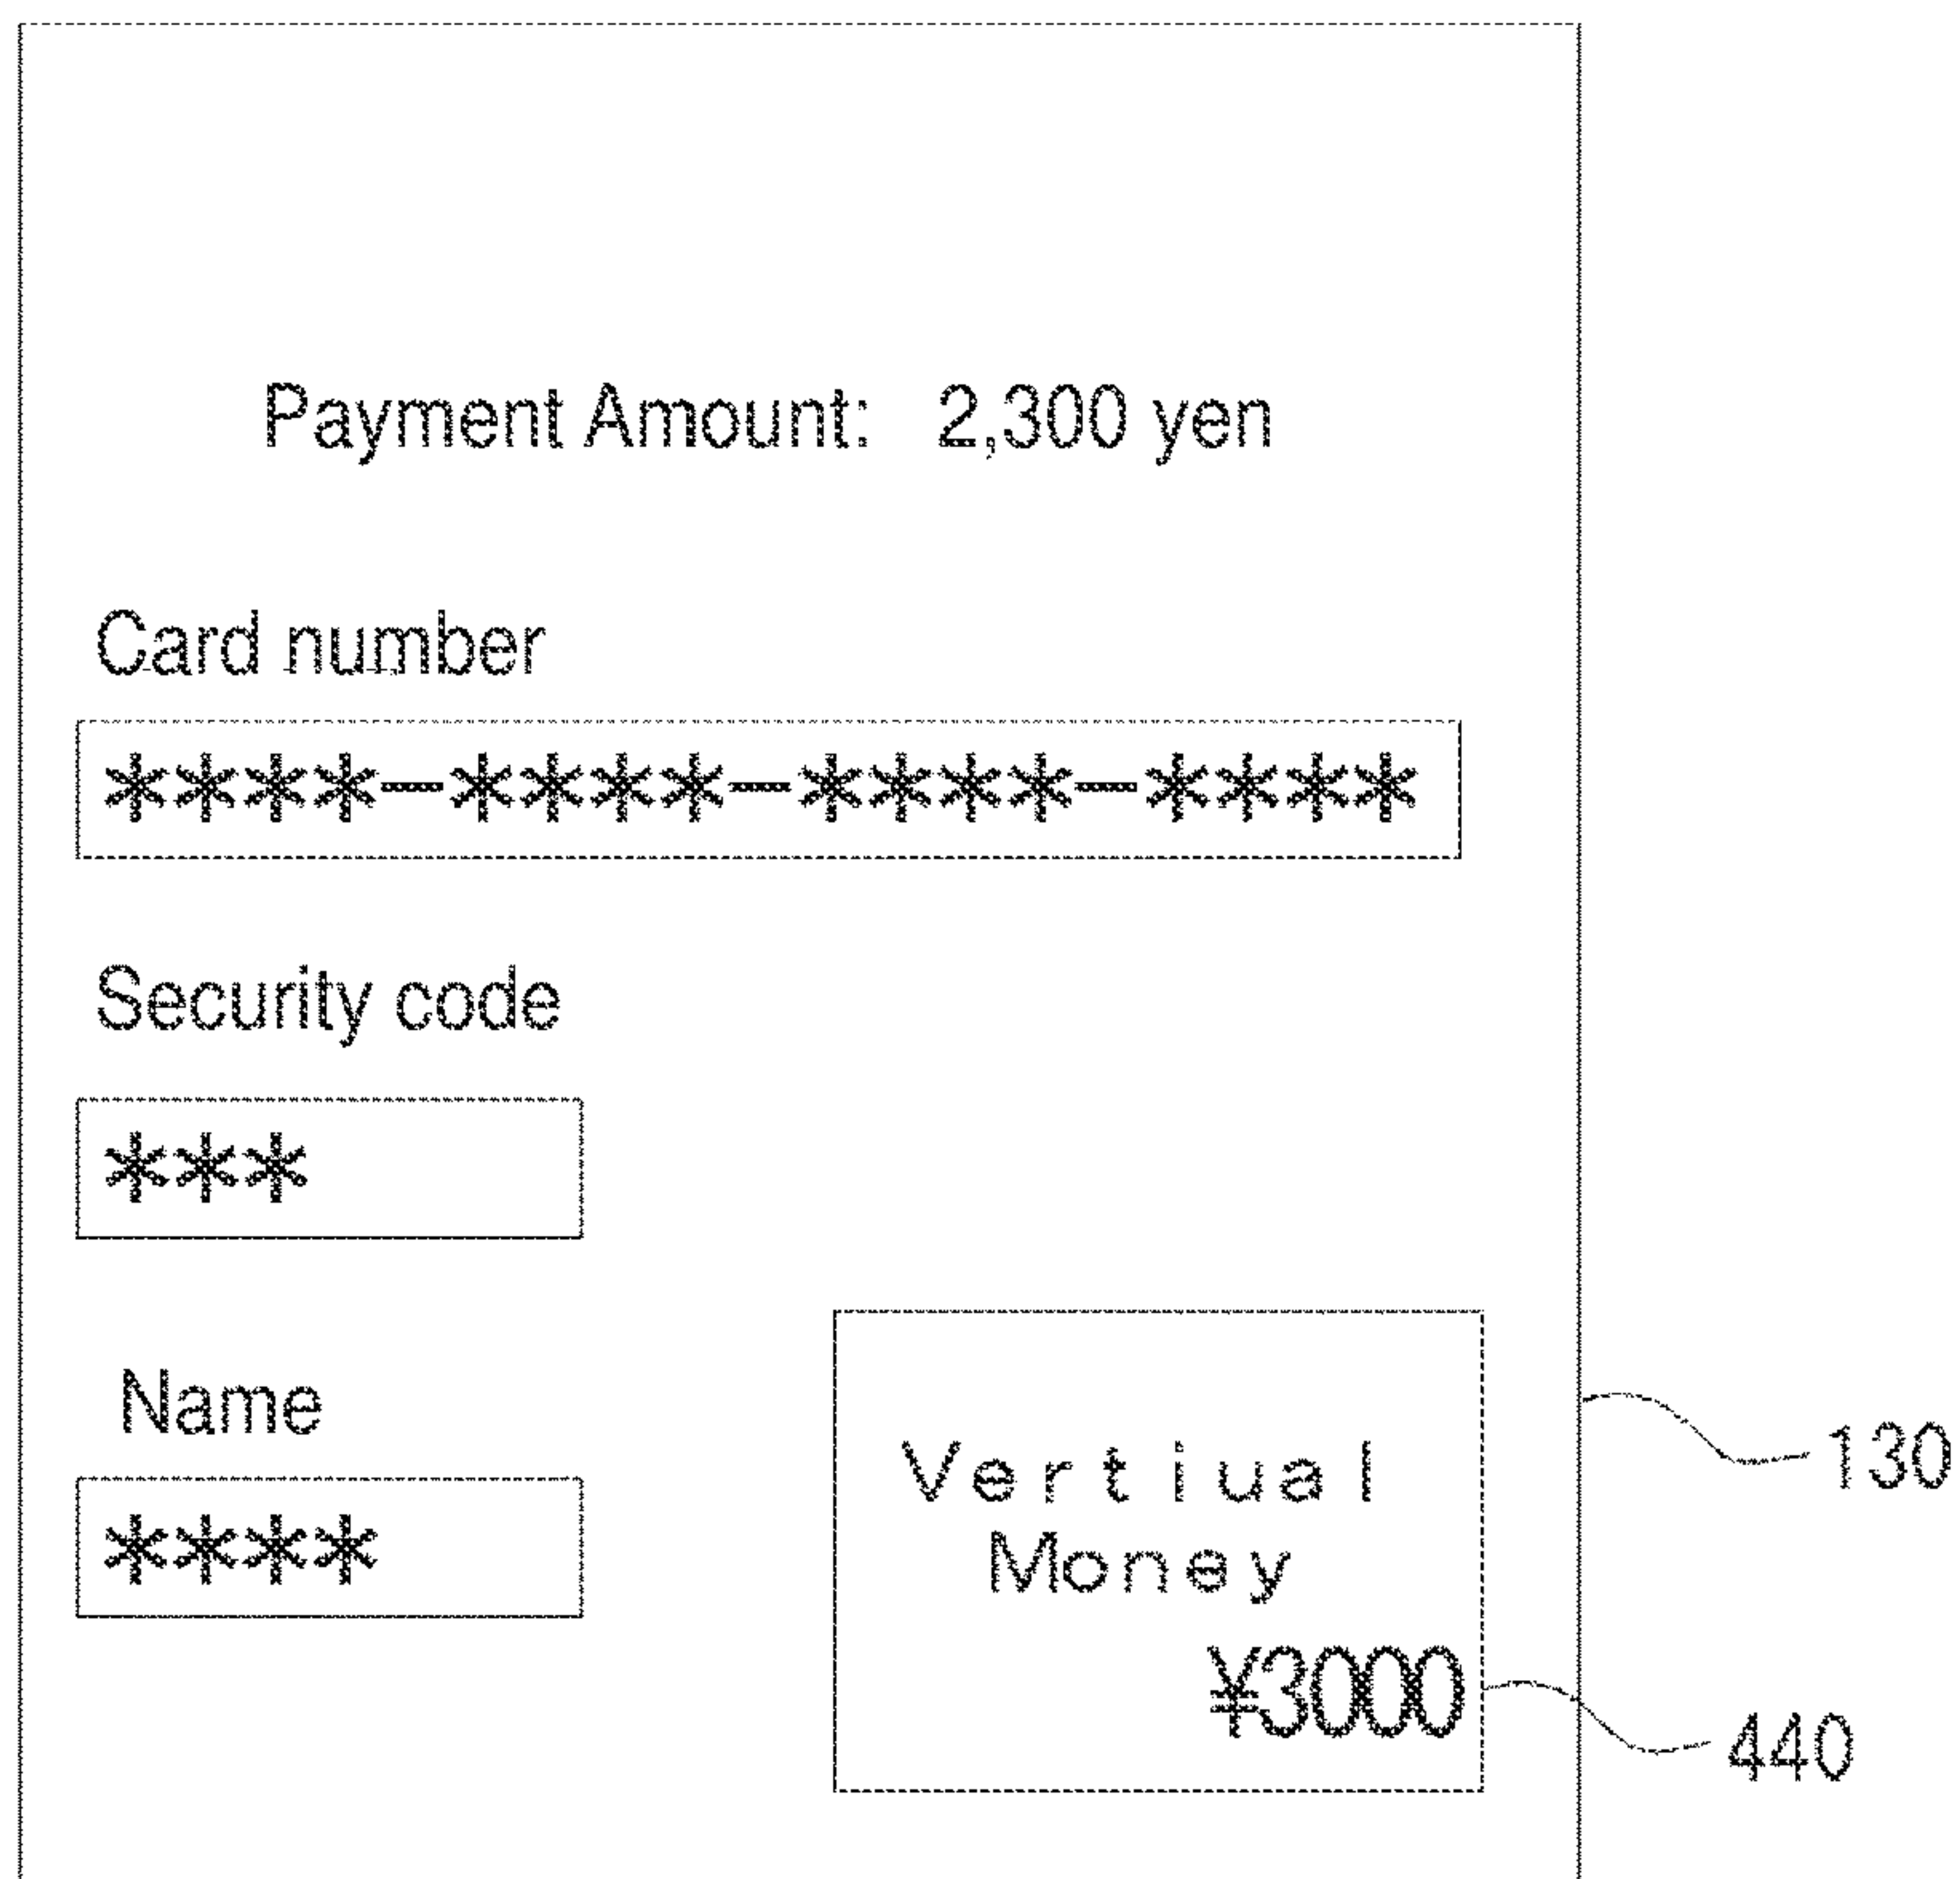 Payment Amount: 2,300 yen
Card number
****-****-****-****
Security code
***
Name
****
Vertiual
Money
¥3000
130
440